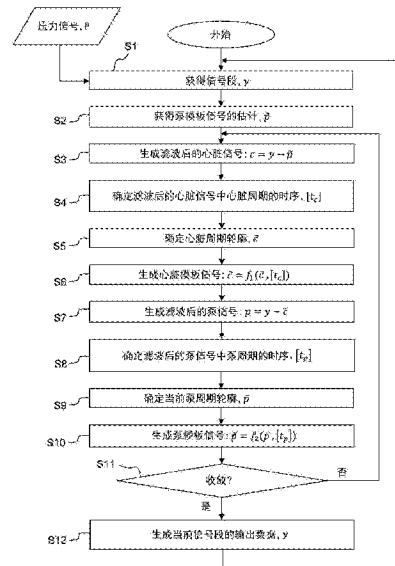 压力信号, P
开始
S1
获得信号段, y
S2
获得泵模板信号的估计, p̃
S3
生成滤波后的心脏信号: c = y − p̃
S4
确定滤波后的心脏信号中心脏周期的时序, [t_c]
S5
确定心脏周期轮廓, c̄
S6
生成心脏模板信号: c̃ = f₁(c̄, [t_c])
S7
生成滤波后的泵信号: p = y − c̃
S8
确定滤波后的泵信号中泵周期的时序, [t_p]
S9
确定当前泵周期轮廓, p̄
S10
生成泵模板信号: p̃ = f₂(p̄, [t_p])
S11
收敛?
否
是
S12
生成当前信号段的输出数据, y